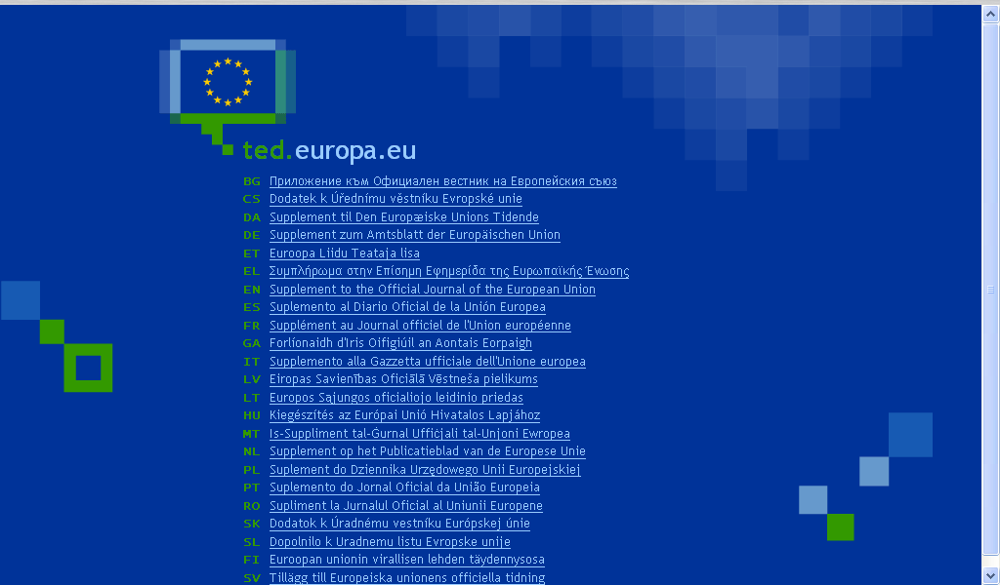 ted.europa.eu
BG Приложение към Официален вестник на Европейския съюз
CS Dodatek k Úřednímu věstníku Evropské unie
DA Supplement til Den Europæiske Unions Tidende
DE Supplement zum Amtsblatt der Europäischen Union
ET Euroopa Liidu Teataja lisa
EL Συμπλήρωμα στην Επίσημη Εφημερίδα της Ευρωπαϊκής Ένωσης
EN Supplement to the Official Journal of the European Union
ES Suplemento al Diario Oficial de la Unión Europea
FR Supplément au Journal officiel de l'Union européenne
GA Forlíonaidh d'Iris Oifigiúil an Aontais Eorpaigh
IT Supplemento alla Gazzetta ufficiale dell'Unione europea
LV Eiropas Savienības Oficiālā Vēstneša pielikums
LT Europos Sąjungos oficialiojo leidinio priedas
HU Kiegészítés az Európai Unió Hivatalos Lapjához
MT Is-Suppliment tal-Ġurnal Uffiċjali tal-Unjoni Ewropea
NL Supplement op het Publicatieblad van de Europese Unie
PL Suplement do Dziennika Urzędowego Unii Europejskiej
PT Suplemento do Jornal Oficial da União Europeia
RO Supliment la Jurnalul Oficial al Uniunii Europene
SK Dodatok k Úradnému vestníku Európskej únie
SL Dopolnilo k Uradnemu listu Evropske unije
FI Euroopan unionin virallisen lehden täydennysosa
SV Tillägg till Europeiska unionens officiella tidning